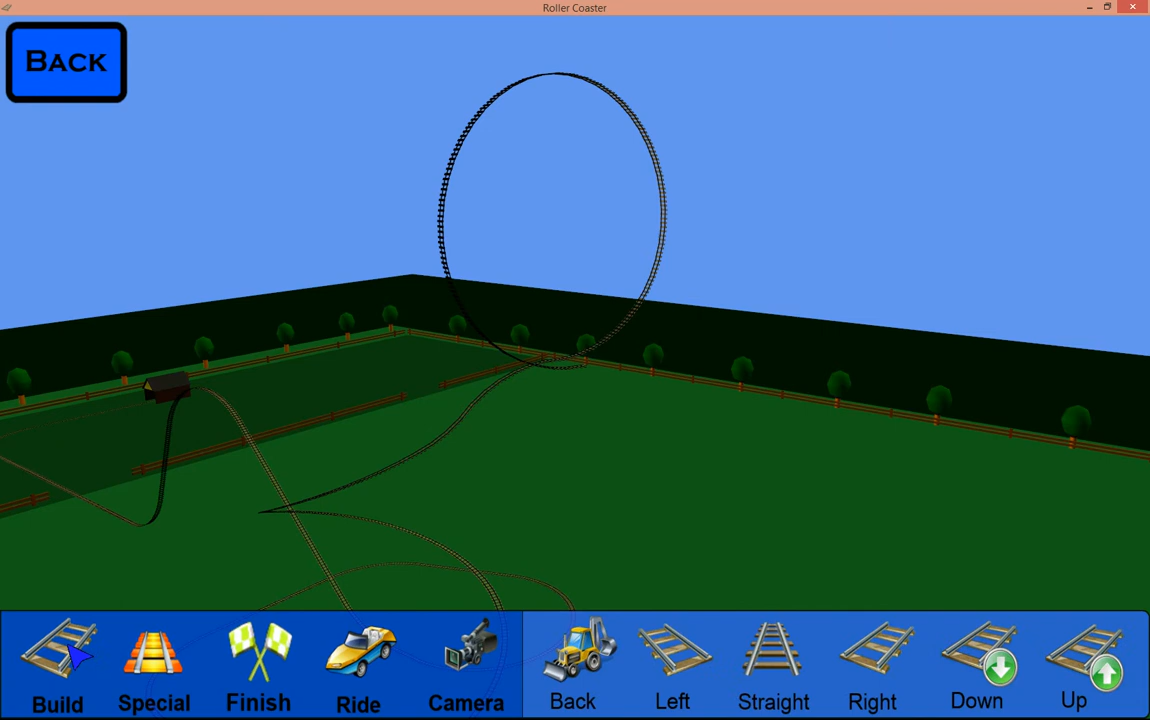 Roller Coaster
BACK
Build Special Finish Ride Camera Back Left Straight Right Down Up